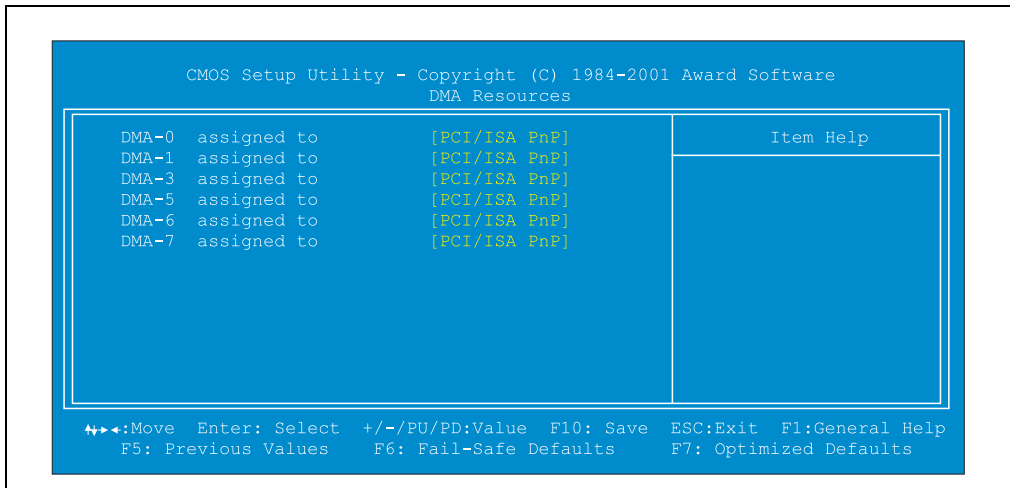 CMOS Setup Utility - Copyright (C) 1984-2001 Award Software
DMA Resources
DMA-0 assigned to [PCI/ISA PnP]
DMA-1 assigned to [PCI/ISA PnP]
DMA-3 assigned to [PCI/ISA PnP]
DMA-5 assigned to [PCI/ISA PnP]
DMA-6 assigned to [PCI/ISA PnP]
DMA-7 assigned to [PCI/ISA PnP]
Item Help
:Move Enter: Select +/-/PU/PD:Value F10: Save ESC:Exit F1:General Help
F5: Previous Values F6: Fail-Safe Defaults F7: Optimized Defaults